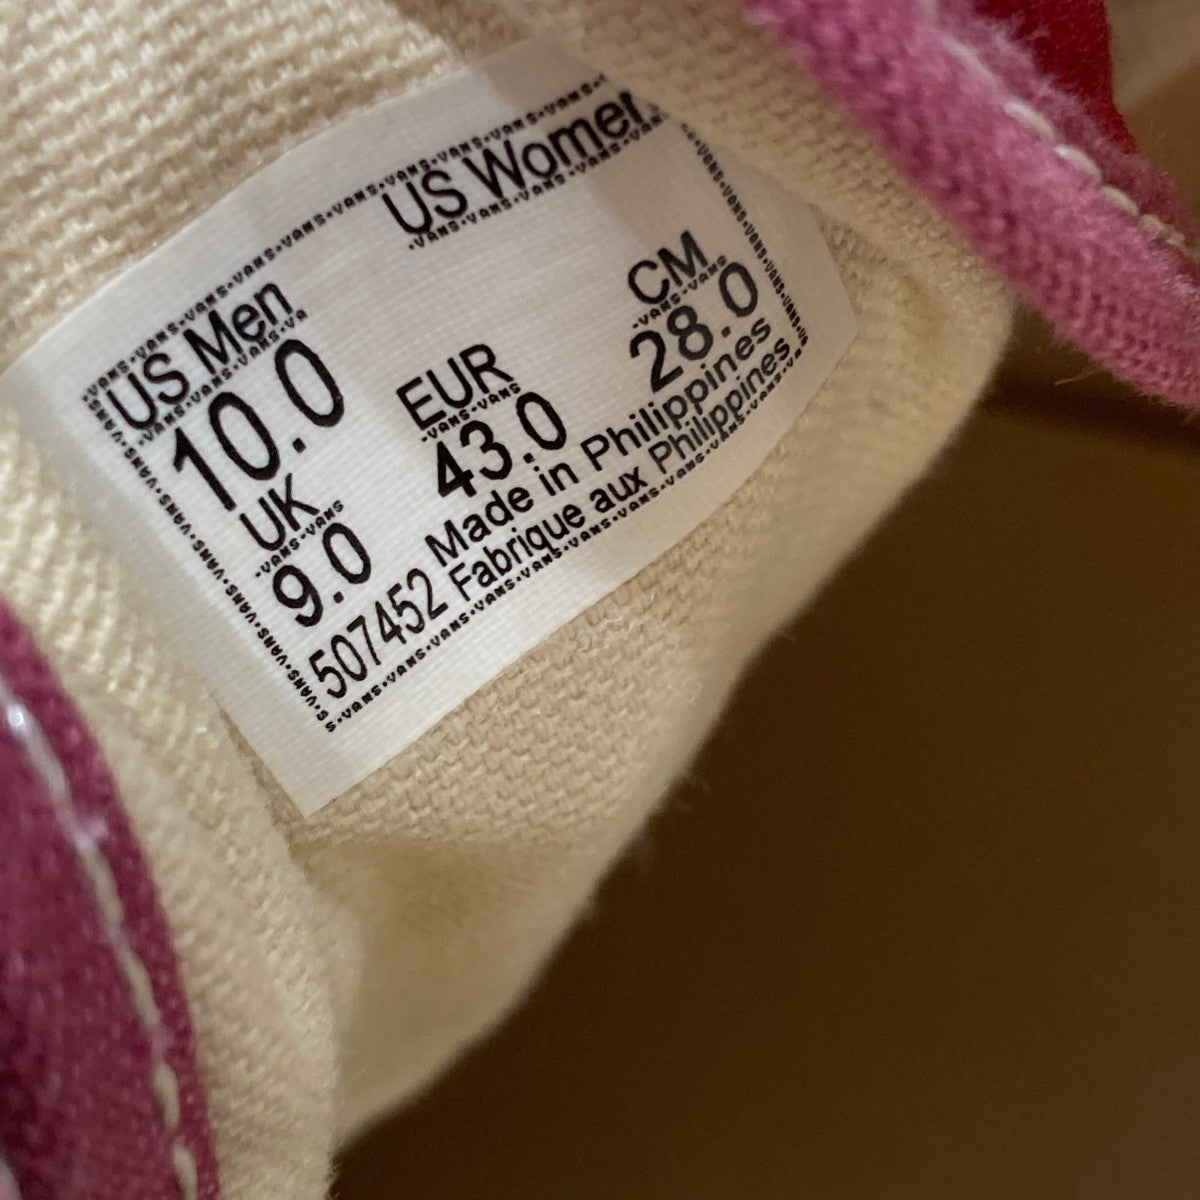 US Men US Women
10.0 EUR CM
UK 43.0 28.0
9.0 Made in Philippines
507452 Fabrique aux Philippines